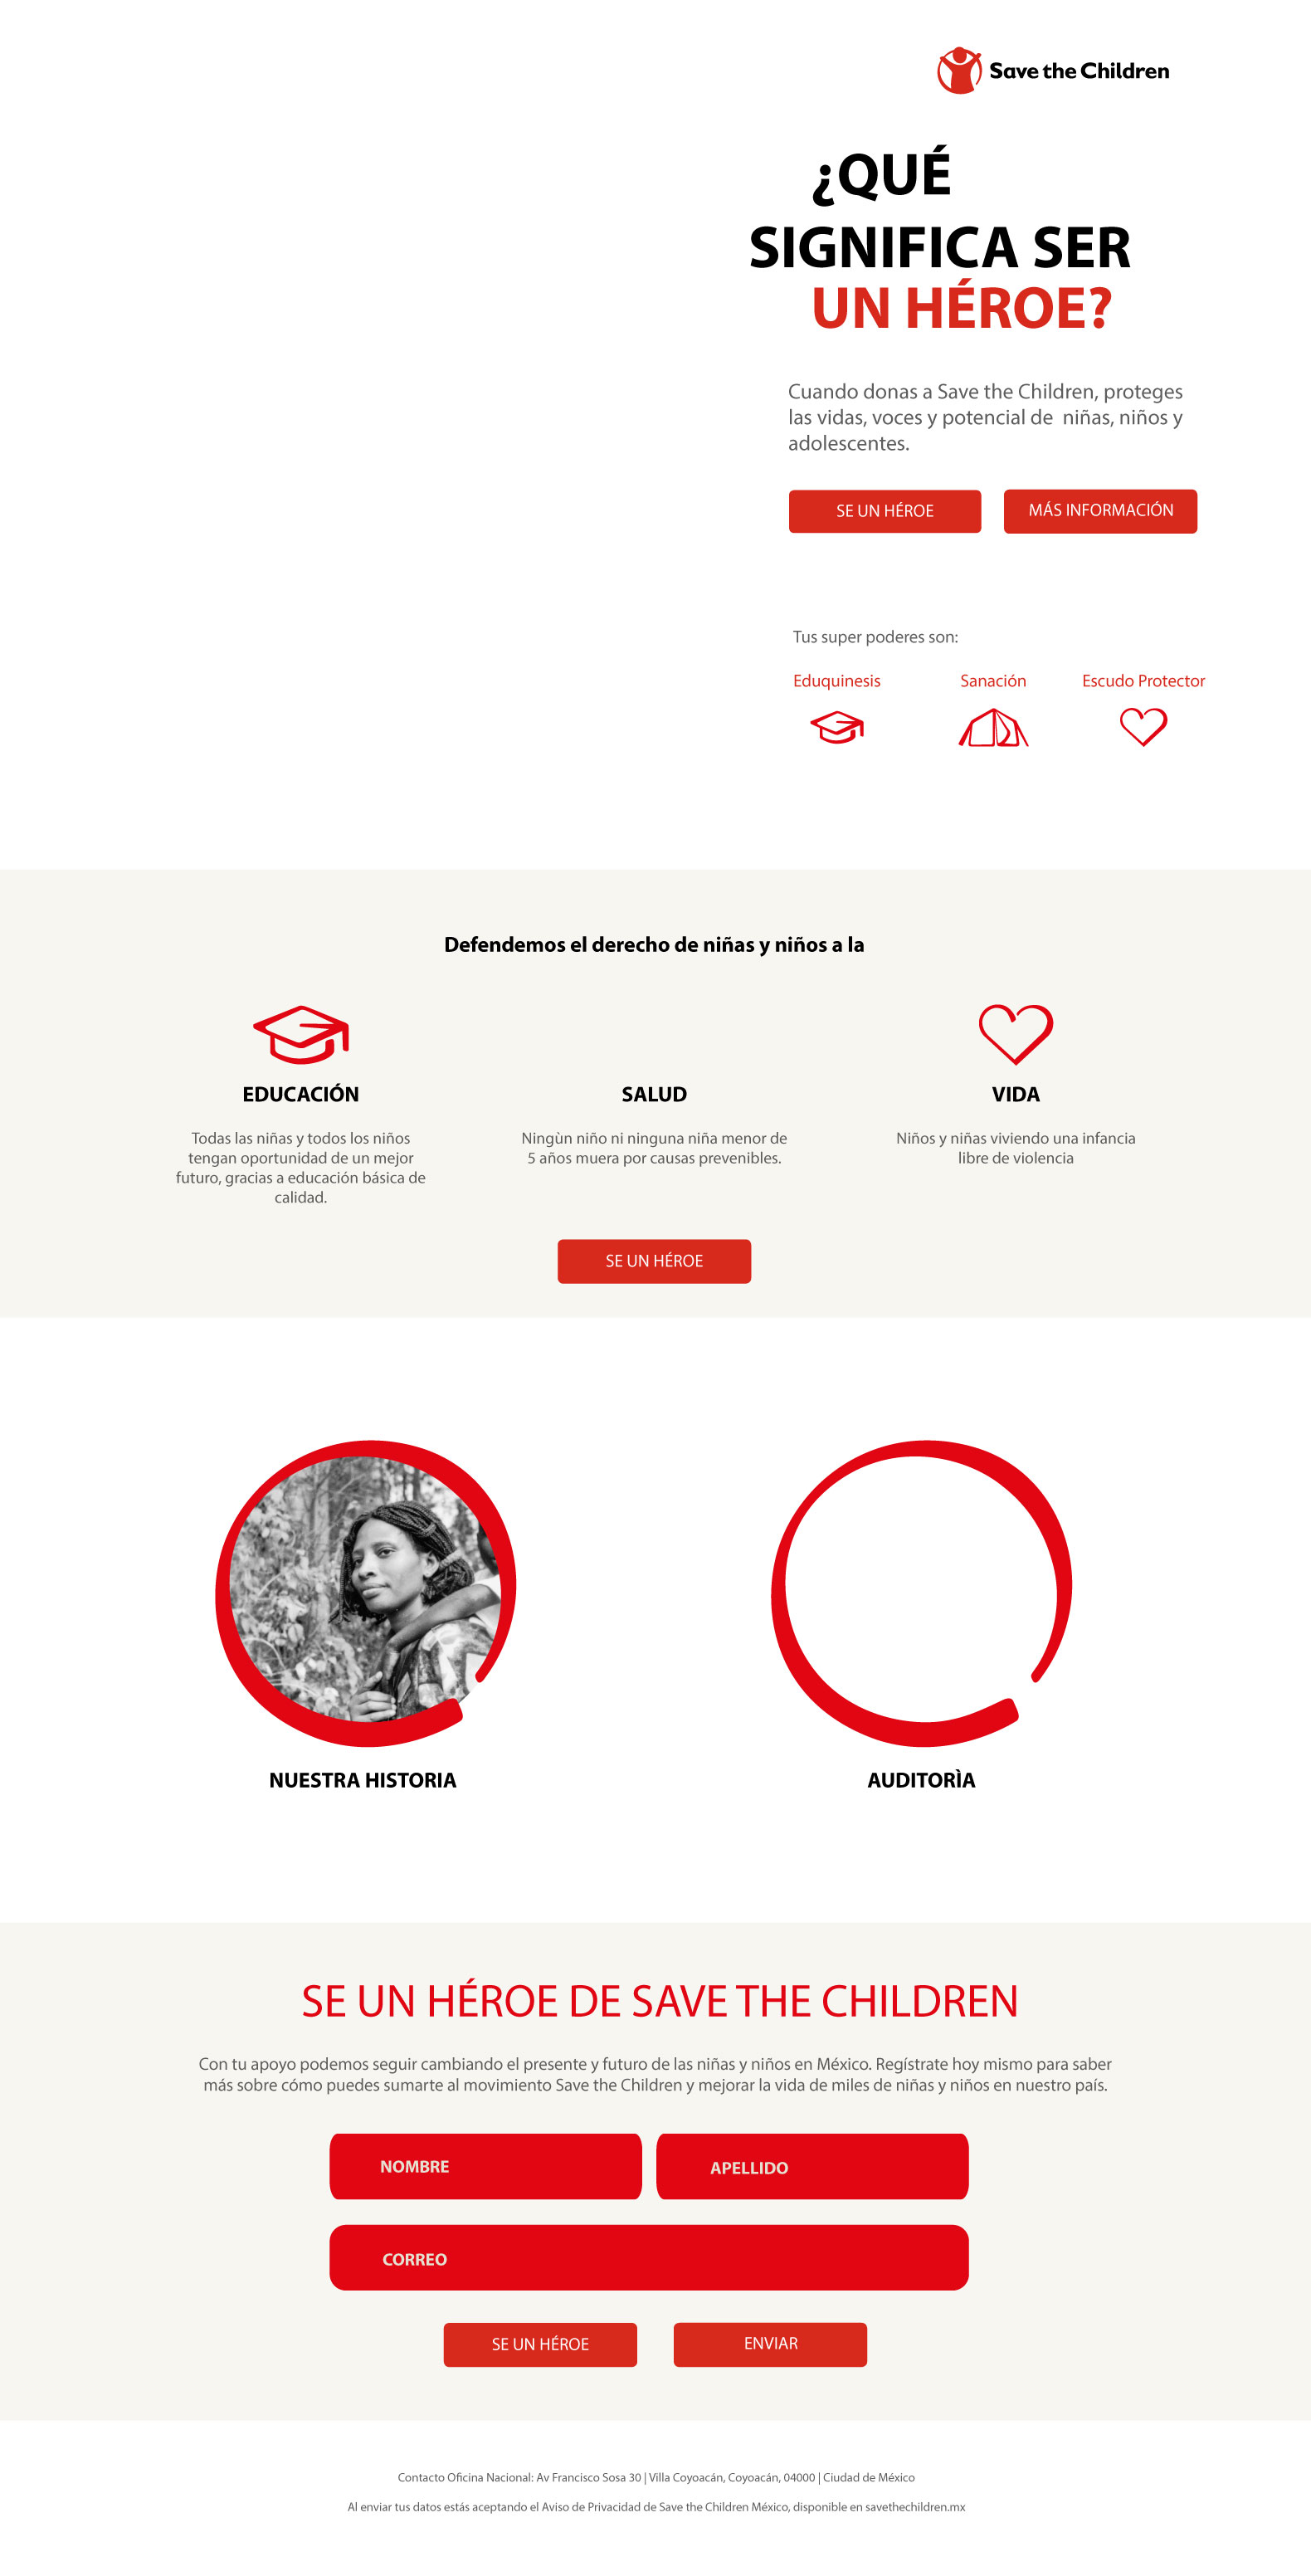 Save the Children
¿QUÉ
SIGNIFICA SER
UN HÉROE?
Cuando donas a Save the Children, proteges
las vidas, voces y potencial de niñas, niños y
adolescentes.
SE UN HÉROE
MÁS INFORMACIÓN
Tus super poderes son:
Eduquinesis
Sanación
Escudo Protector
Defendemos el derecho de niñas y niños a la
EDUCACIÓN
Todas las niñas y todos los niños
tengan oportunidad de un mejor
futuro, gracias a educación básica de
calidad.
SALUD
Ningùn niño ni ninguna niña menor de
5 años muera por causas prevenibles.
VIDA
Niños y niñas viviendo una infancia
libre de violencia
SE UN HÉROE
NUESTRA HISTORIA
AUDITORÌA
SE UN HÉROE DE SAVE THE CHILDREN
Con tu apoyo podemos seguir cambiando el presente y futuro de las niñas y niños en México. Regístrate hoy mismo para saber
más sobre cómo puedes sumarte al movimiento Save the Children y mejorar la vida de miles de niñas y niños en nuestro país.
NOMBRE
APELLIDO
CORREO
SE UN HÉROE
ENVIAR
Contacto Oficina Nacional: Av Francisco Sosa 30 | Villa Coyoacán, Coyoacán, 04000 | Ciudad de México
Al enviar tus datos estás aceptando el Aviso de Privacidad de Save the Children México, disponible en savethechildren.mx